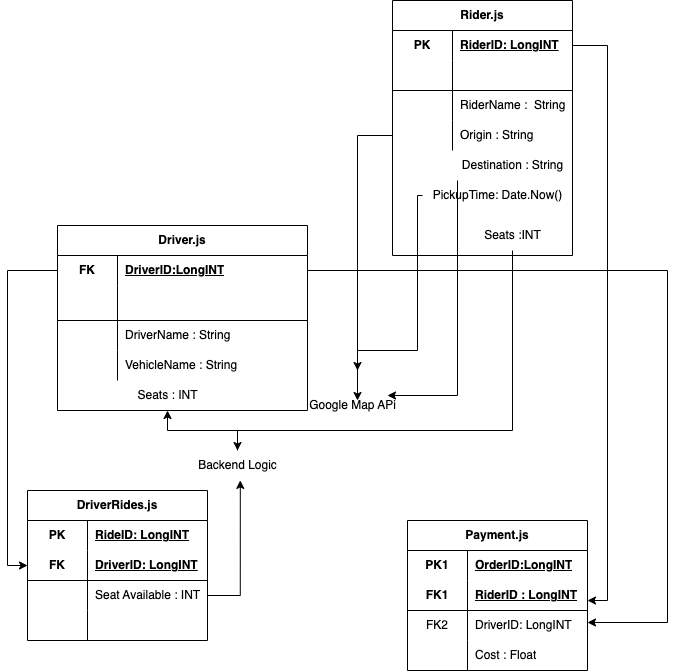 Rider.js
PK RiderID: LongINT
RiderName : String
Origin : String
Destination : String
PickupTime: Date.Now()
Seats :INT
Driver.js
FK DriverID:LongINT
DriverName : String
VehicleName : String
Seats : INT
Google Map APi
Backend Logic
DriverRides.js
PK RideID: LongINT
FK DriverID: LongINT
Seat Available : INT
Payment.js
PK1 OrderID:LongINT
FK1 RiderID : LongINT
FK2 DriverID: LongINT
Cost : Float